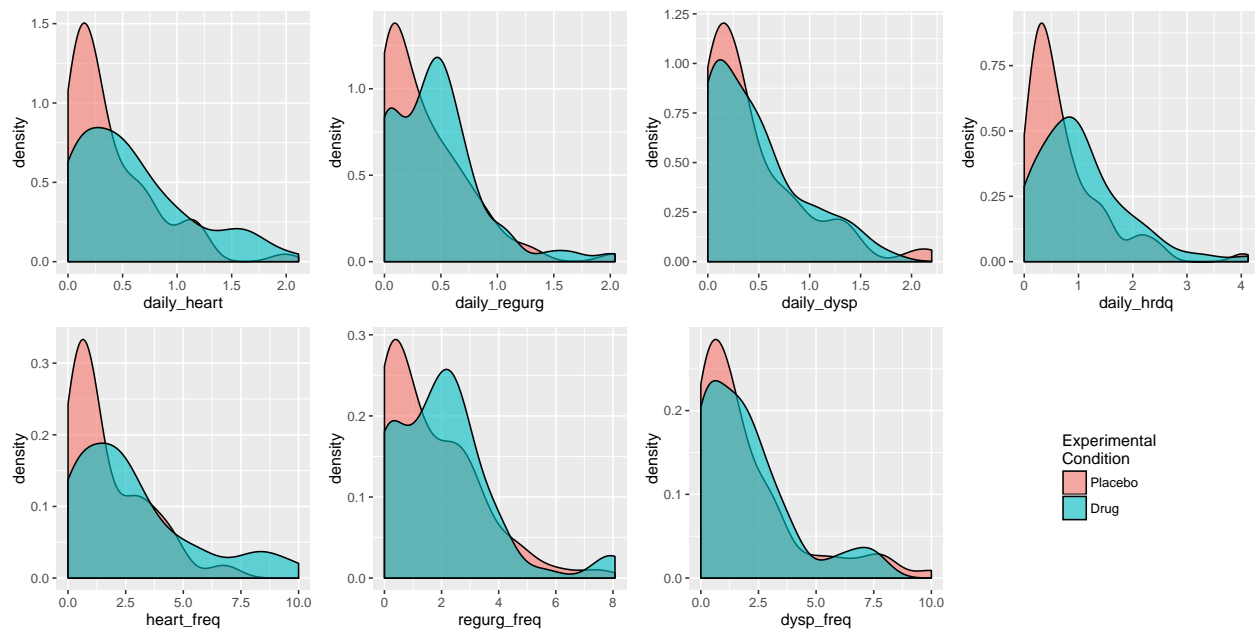 1.5
1.0
0.5
0.0
density
0.0 0.5 1.0 1.5 2.0
daily_heart
1.0
0.5
0.0
density
0.0 0.5 1.0 1.5 2.0
daily_regurg
1.25
1.00
0.75
0.50
0.25
0.00
density
0.0 0.5 1.0 1.5 2.0
daily_dysp
0.75
0.50
0.25
0.00
density
0 1 2 3 4
daily_hrdq
0.3
0.2
0.1
0.0
density
0.0 2.5 5.0 7.5 10.0
heart_freq
0.3
0.2
0.1
0.0
density
0 2 4 6 8
regurg_freq
0.2
0.1
0.0
density
0.0 2.5 5.0 7.5 10.0
dysp_freq
Experimental
Condition
Placebo
Drug